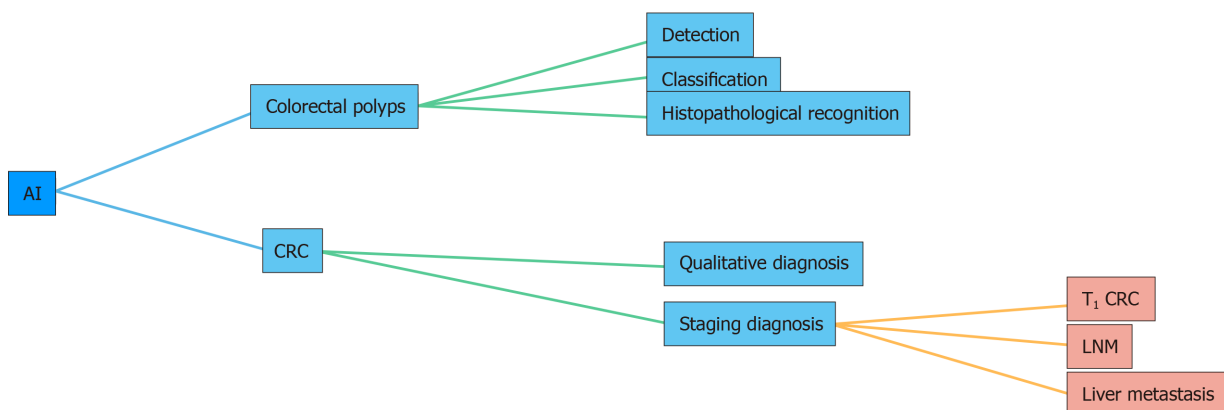 Detection
Classification
Colorectal polyps
Histopathological recognition
AI
CRC
Qualitative diagnosis
T₁ CRC
Staging diagnosis
LNM
Liver metastasis